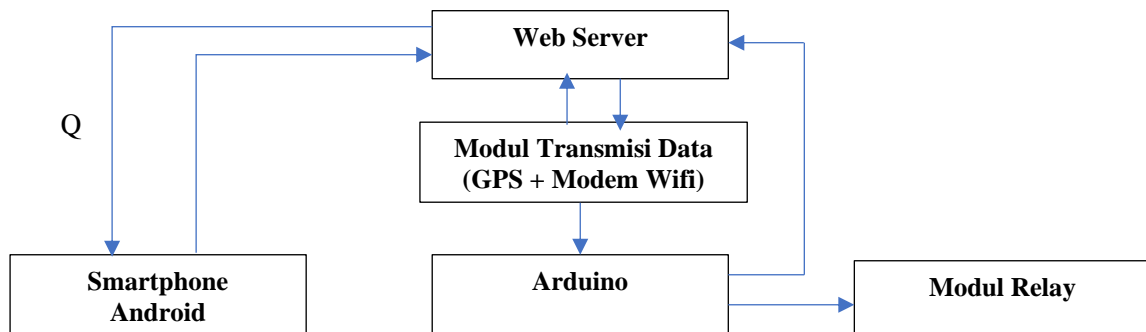 Web Server
Q
Modul Transmisi Data
(GPS + Modem Wifi)
Smartphone
Android
Arduino
Modul Relay